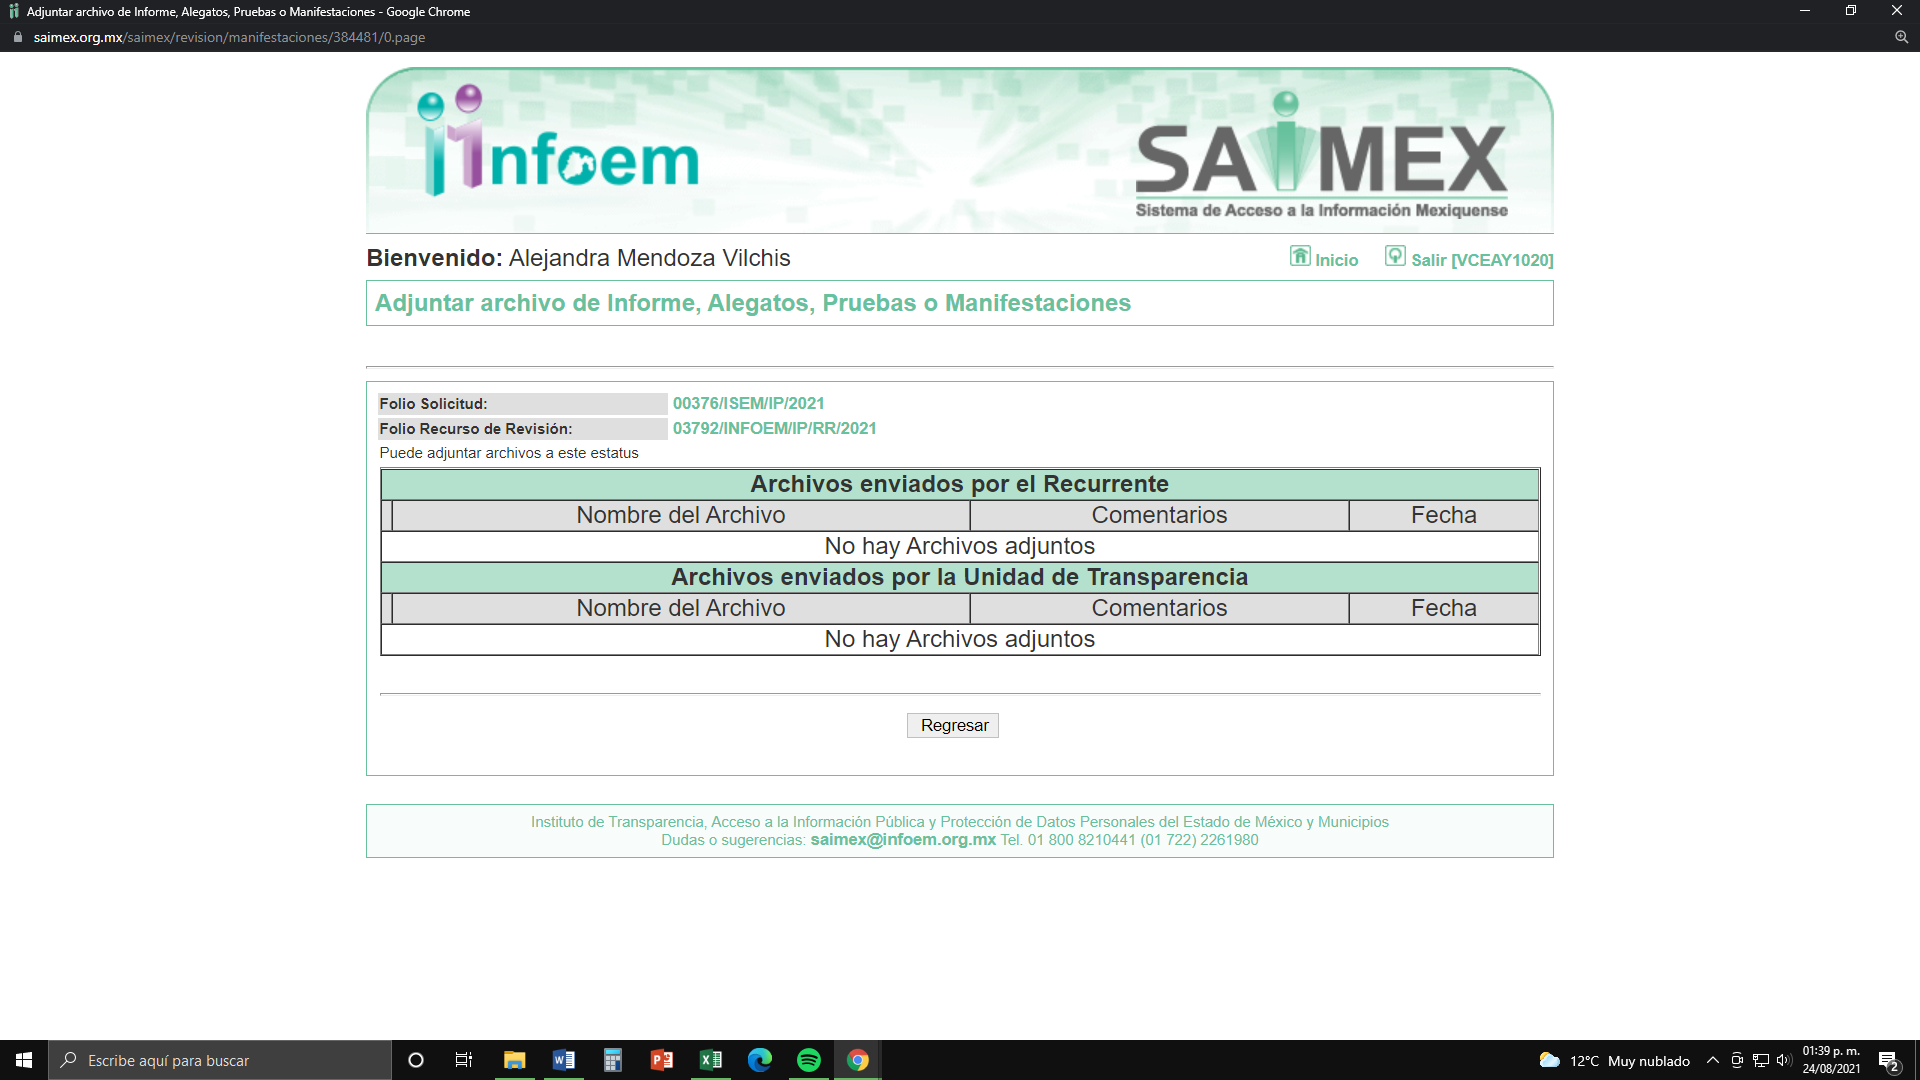 Adjuntar archivo de Informe, Alegatos, Pruebas o Manifestaciones - Google Chrome
saimex.org.mx/saimex/revision/manifestaciones/384481/0.page
infoem
SAIMEX
Sistema de Acceso a la Información Mexiquense
Bienvenido: Alejandra Mendoza Vilchis
Inicio
Salir [VCEAY1020]
Adjuntar archivo de Informe, Alegatos, Pruebas o Manifestaciones
Folio Solicitud: 00376/ISEM/IP/2021
Folio Recurso de Revisión: 03792/INFOEM/IP/RR/2021
Puede adjuntar archivos a este estatus
Archivos enviados por el Recurrente
Nombre del Archivo Comentarios Fecha
No hay Archivos adjuntos
Archivos enviados por la Unidad de Transparencia
Nombre del Archivo Comentarios Fecha
No hay Archivos adjuntos
Regresar
Instituto de Transparencia, Acceso a la Información Pública y Protección de Datos Personales del Estado de México y Municipios
Dudas o sugerencias: saimex@infoem.org.mx Tel. 01 800 8210441 (01 722) 2261980
Escribe aquí para buscar
12°C Muy nublado
01:39 p. m.
24/08/2021
2